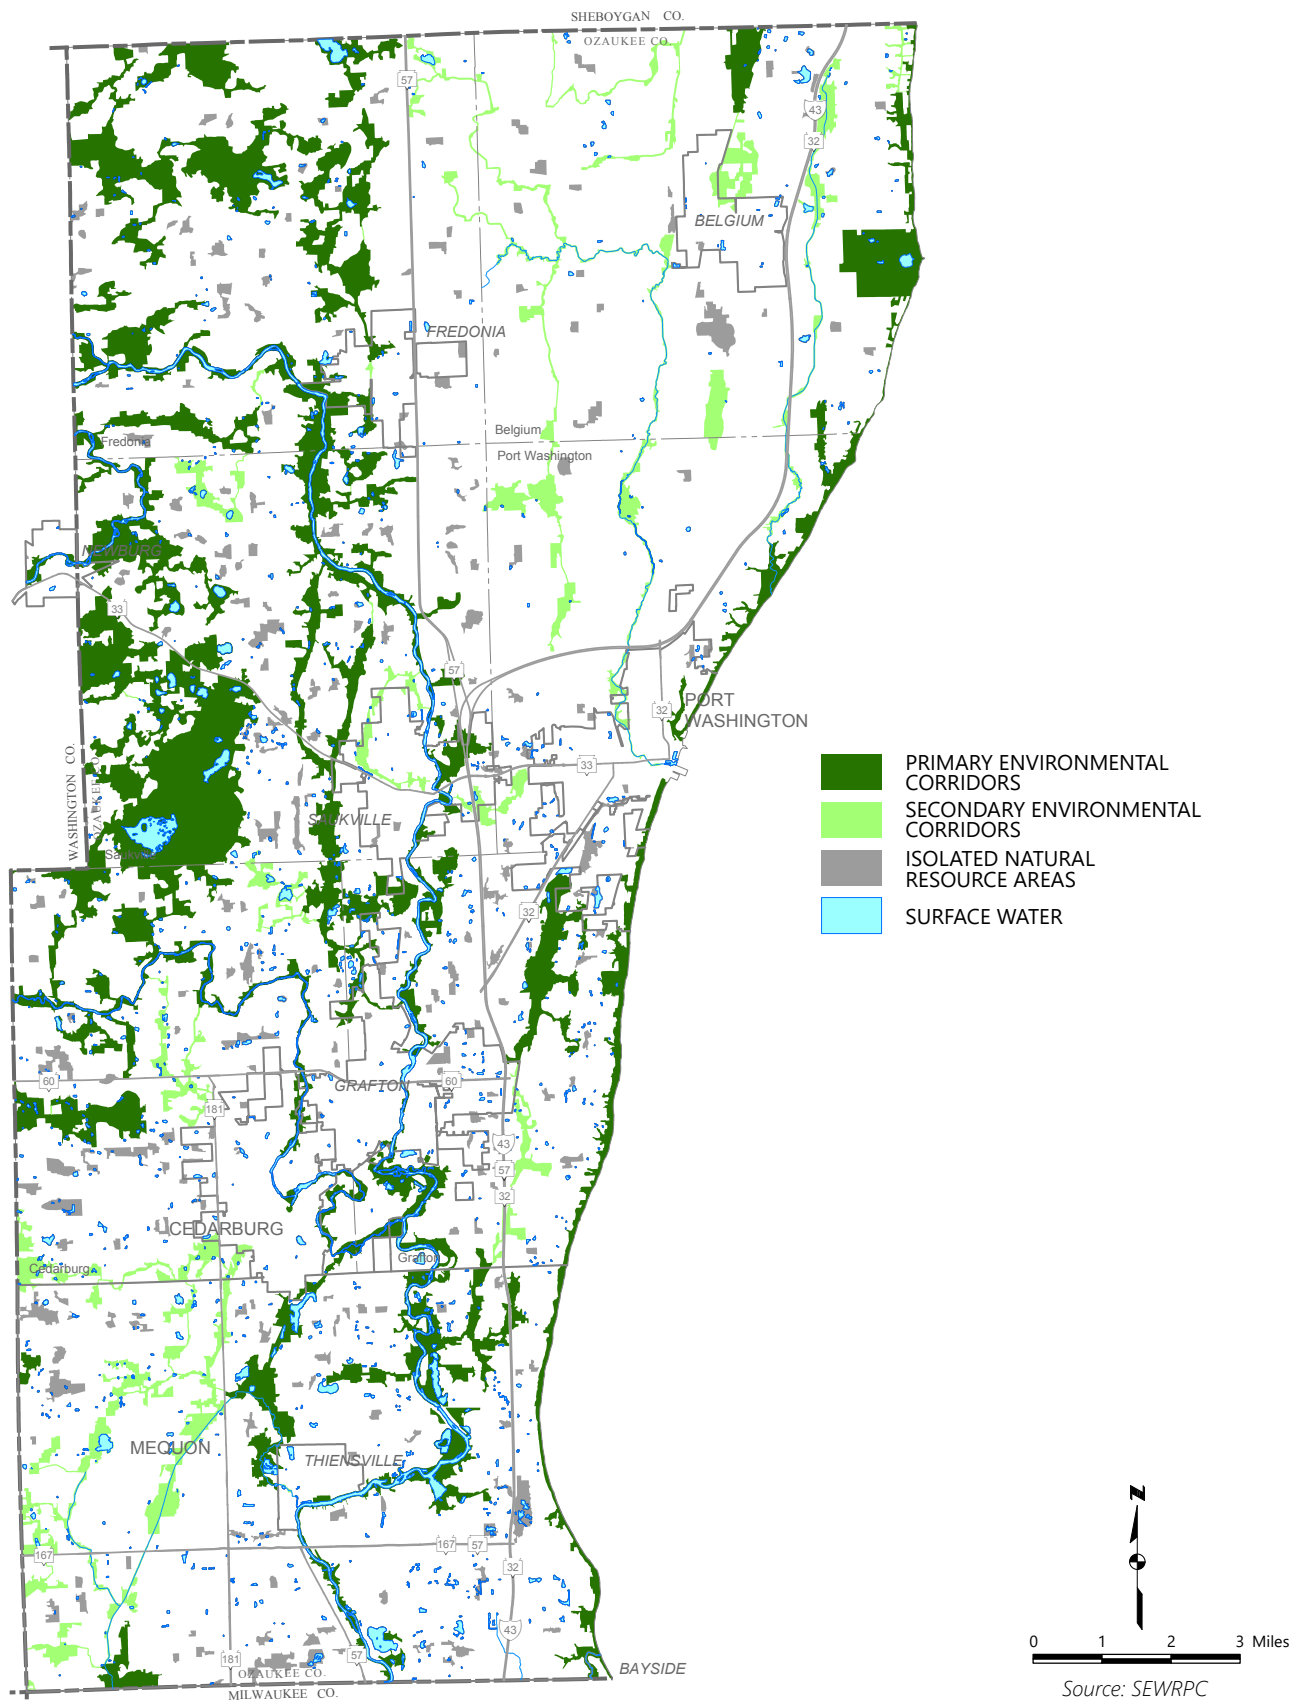 SHEBOYGAN CO.
OZAUKEE CO.
57
43
32
BELGIUM
FREDONIA
Belgium
Fredonia
Port Washington
NEWBURG
33
57
32
PORT
WASHINGTON
33
WASHINGTON CO.
OZAUKEE CO.
SAUKVILLE
Saukville
32
PRIMARY ENVIRONMENTAL
CORRIDORS
SECONDARY ENVIRONMENTAL
CORRIDORS
ISOLATED NATURAL
RESOURCE AREAS
SURFACE WATER
60
GRAFTON
60
181
43
57
32
CEDARBURG
Grafton
Cedarburg
MEQUON
THIENSVILLE
167
167
57
32
43
181
57
BAYSIDE
OZAUKEE CO.
MILWAUKEE CO.
N
0 1 2 3 Miles
Source: SEWRPC